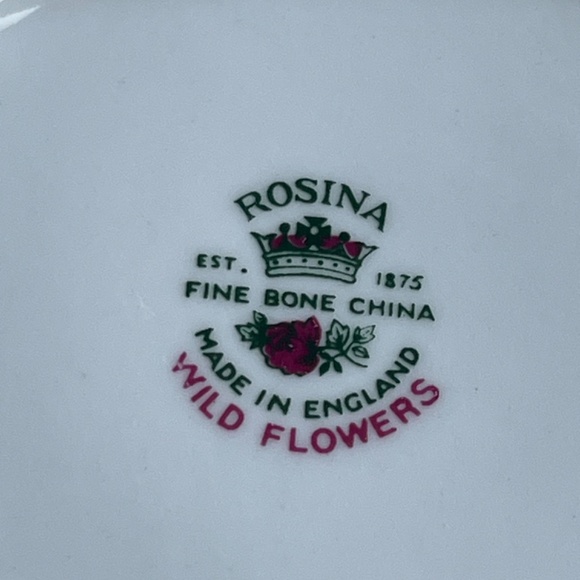 ROSINA
EST. 1875
FINE BONE CHINA
MADE IN ENGLAND
WILD FLOWERS